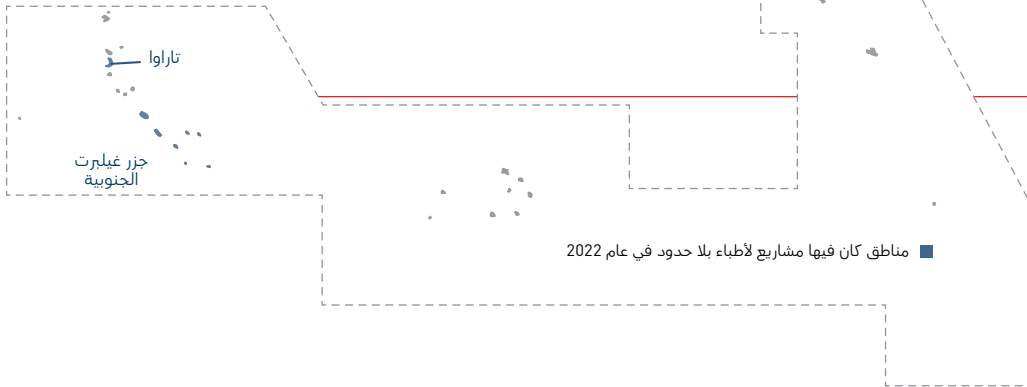 تاراوا
جزر غيلبرت
الجنوبية
مناطق كان فيها مشاريع لأطباء بلا حدود في عام 2022